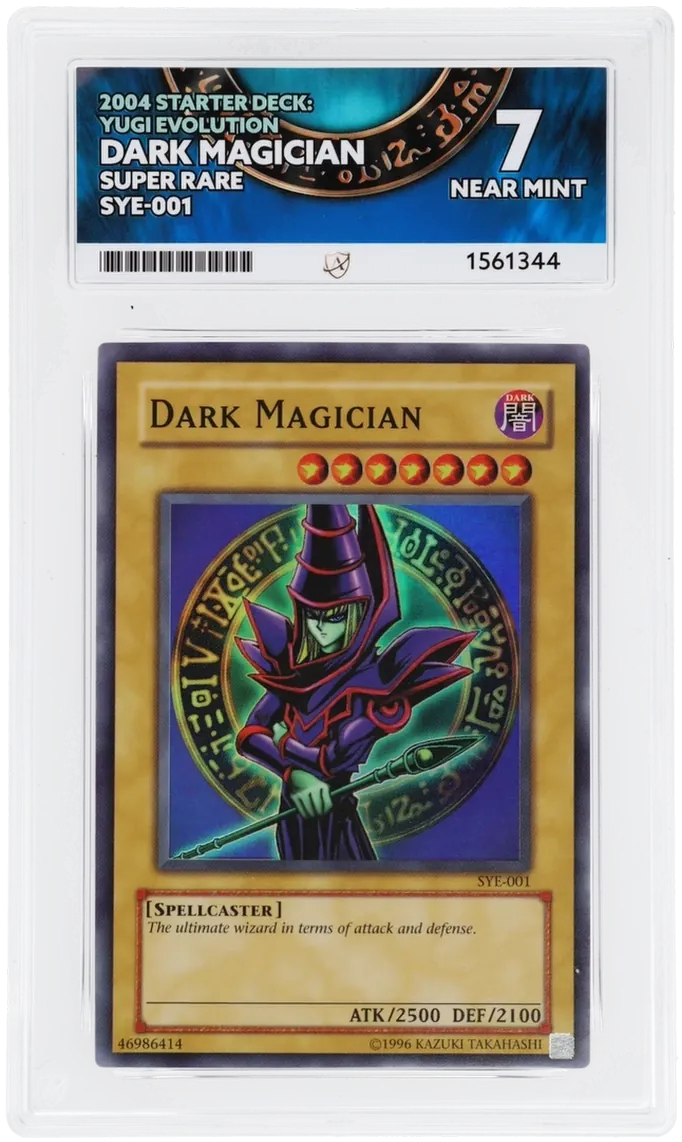 2004 STARTER DECK:
YUGI EVOLUTION
DARK MAGICIAN
SUPER RARE
SYE-001
7
NEAR MINT
1561344
DARK MAGICIAN
DARK
闇
SYE-001
[SPELLCASTER]
The ultimate wizard in terms of attack and defense.
ATK/2500 DEF/2100
46986414
©1996 KAZUKI TAKAHASHI